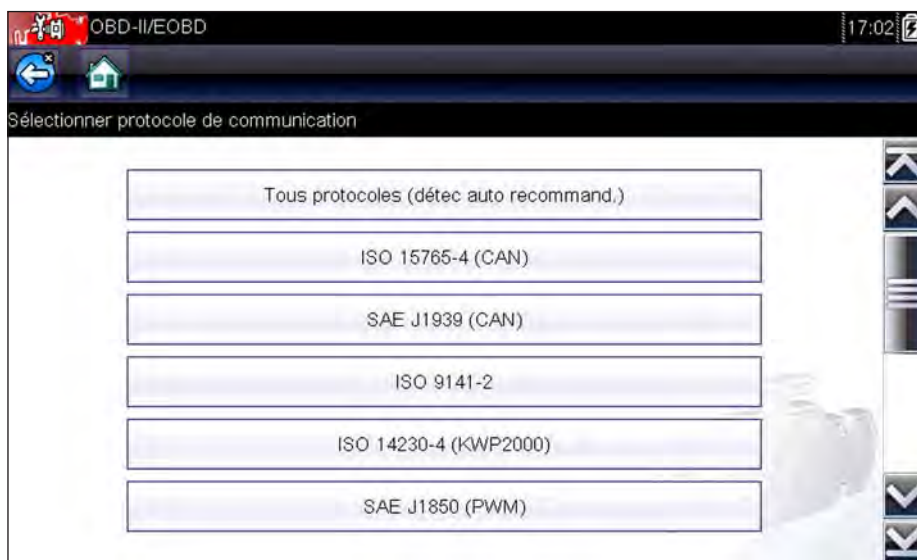 OBD-II/EOBD 17:02
Sélectionner protocole de communication
Tous protocoles (détec auto recommand.)
ISO 15765-4 (CAN)
SAE J1939 (CAN)
ISO 9141-2
ISO 14230-4 (KWP2000)
SAE J1850 (PWM)